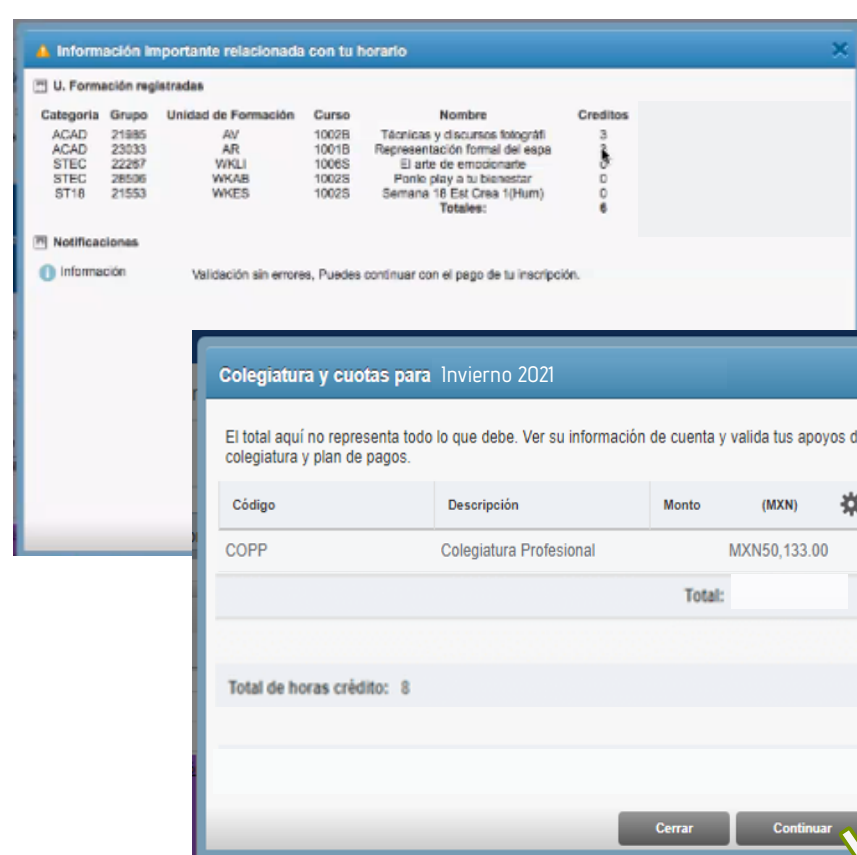 Información importante relacionada con tu horario
U. Formación registradas
Categoria Grupo Unidad de Formación Curso Nombre Creditos
ACAD 21985 AV 1002B Técnicas y discursos fotográfi 3
ACAD 23033 AR 1001B Representación formal del espa
STEC 22267 WKLI 1006S El arte de emocionarte 0
STEC 28506 WKAB 1002S Ponle play a tu bienestar 0
ST18 21553 WKES 1002S Semana 18 Est Crea 1(Hum) 0
Totales: 6
Notificaciones
Información Validación sin errores, Puedes continuar con el pago de tu inscripción.
Colegiatura y cuotas para Invierno 2021
El total aquí no representa todo lo que debe. Ver su información de cuenta y valida tus apoyos d
colegiatura y plan de pagos.
Código Descripción Monto (MXN)
COPP Colegiatura Profesional MXN50,133.00
Total:
Total de horas crédito: 8
Cerrar Continuar